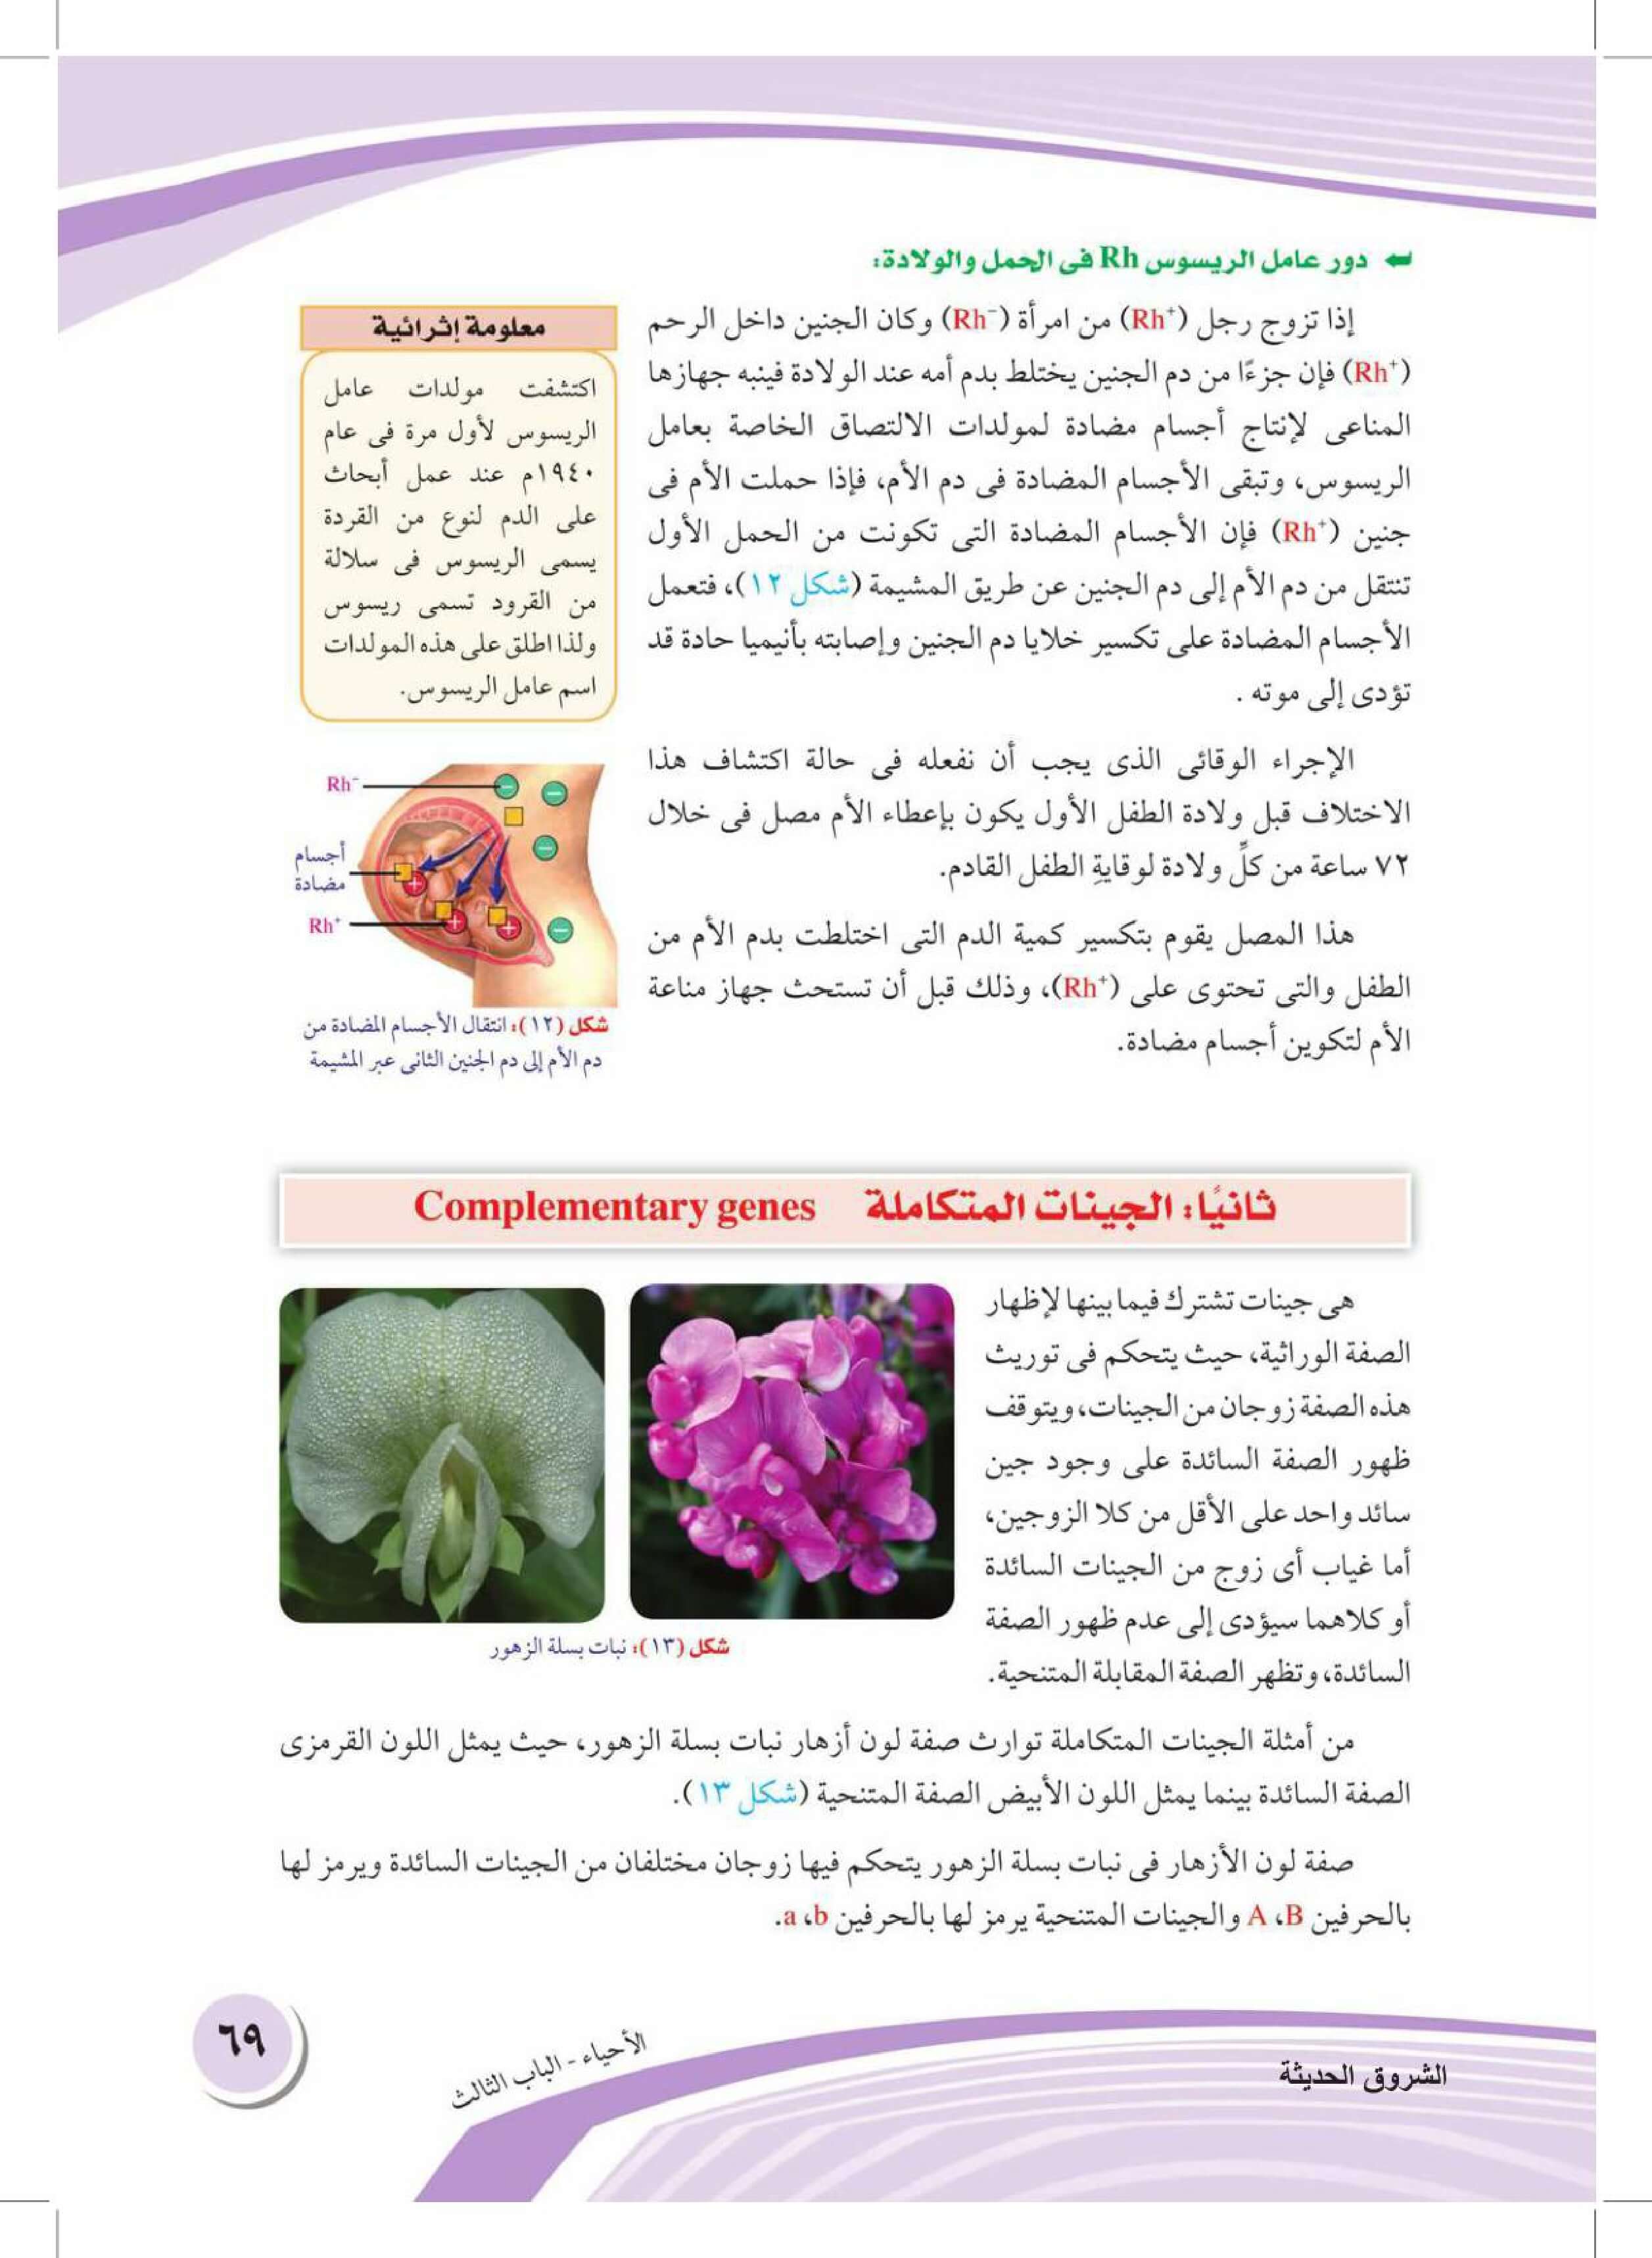 دور عامل الريسوس Rh فى الحمل والولادة:
إذا تزوج رجل (Rh⁺) من امرأة (Rh⁻) وكان الجنين داخل الرحم
(Rh⁺) فإن جزءًا من دم الجنين يختلط بدم أمه عند الولادة فينبه جهازها
المناعى لإنتاج أجسام مضادة لمولدات الالتصاق الخاصة بعامل
الريسوس، وتبقى الأجسام المضادة فى دم الأم، فإذا حملت الأم فى
جنين (Rh⁺) فإن الأجسام المضادة التى تكونت من الحمل الأول
تنتقل من دم الأم إلى دم الجنين عن طريق المشيمة (شكل ١٢)، فتعمل
الأجسام المضادة على تكسير خلايا دم الجنين وإصابته بأنيميا حادة قد
تؤدى إلى موته .
الإجراء الوقائى الذى يجب أن نفعله فى حالة اكتشاف هذا
الاختلاف قبل ولادة الطفل الأول يكون بإعطاء الأم مصل فى خلال
٧٢ ساعة من كلِّ ولادة لوقايةِ الطفل القادم.
هذا المصل يقوم بتكسير كمية الدم التى اختلطت بدم الأم من
الطفل والتى تحتوى على (Rh⁺)، وذلك قبل أن تستحث جهاز مناعة
الأم لتكوين أجسام مضادة.
معلومة إثرائية
اكتشفت مولدات عامل
الريسوس لأول مرة فى عام
١٩٤٠م عند عمل أبحاث
على الدم لنوع من القردة
يسمى الريسوس فى سلالة
من القرود تسمى ريسوس
ولذا اطلق على هذه المولدات
اسم عامل الريسوس.
Rh⁻
أجسام
مضادة
Rh⁺
شكل (١٢): انتقال الأجسام المضادة من
دم الأم إلى دم الجنين الثانى عبر المشيمة
ثانيًا: الجينات المتكاملة Complementary genes
هى جينات تشترك فيما بينها لإظهار
الصفة الوراثية، حيث يتحكم فى توريث
هذه الصفة زوجان من الجينات، ويتوقف
ظهور الصفة السائدة على وجود جين
سائد واحد على الأقل من كلا الزوجين،
أما غياب أى زوج من الجينات السائدة
أو كلاهما سيؤدى إلى عدم ظهور الصفة
السائدة، وتظهر الصفة المقابلة المتنحية.
شكل (١٣): نبات بسلة الزهور
من أمثلة الجينات المتكاملة توارث صفة لون أزهار نبات بسلة الزهور، حيث يمثل اللون القرمزى
الصفة السائدة بينما يمثل اللون الأبيض الصفة المتنحية (شكل ١٣).
صفة لون الأزهار فى نبات بسلة الزهور يتحكم فيها زوجان مختلفان من الجينات السائدة ويرمز لها
بالحرفين A ،B والجينات المتنحية يرمز لها بالحرفين a ،b.
الشروق الحديثة
الأحياء - الباب الثالث
٦٩